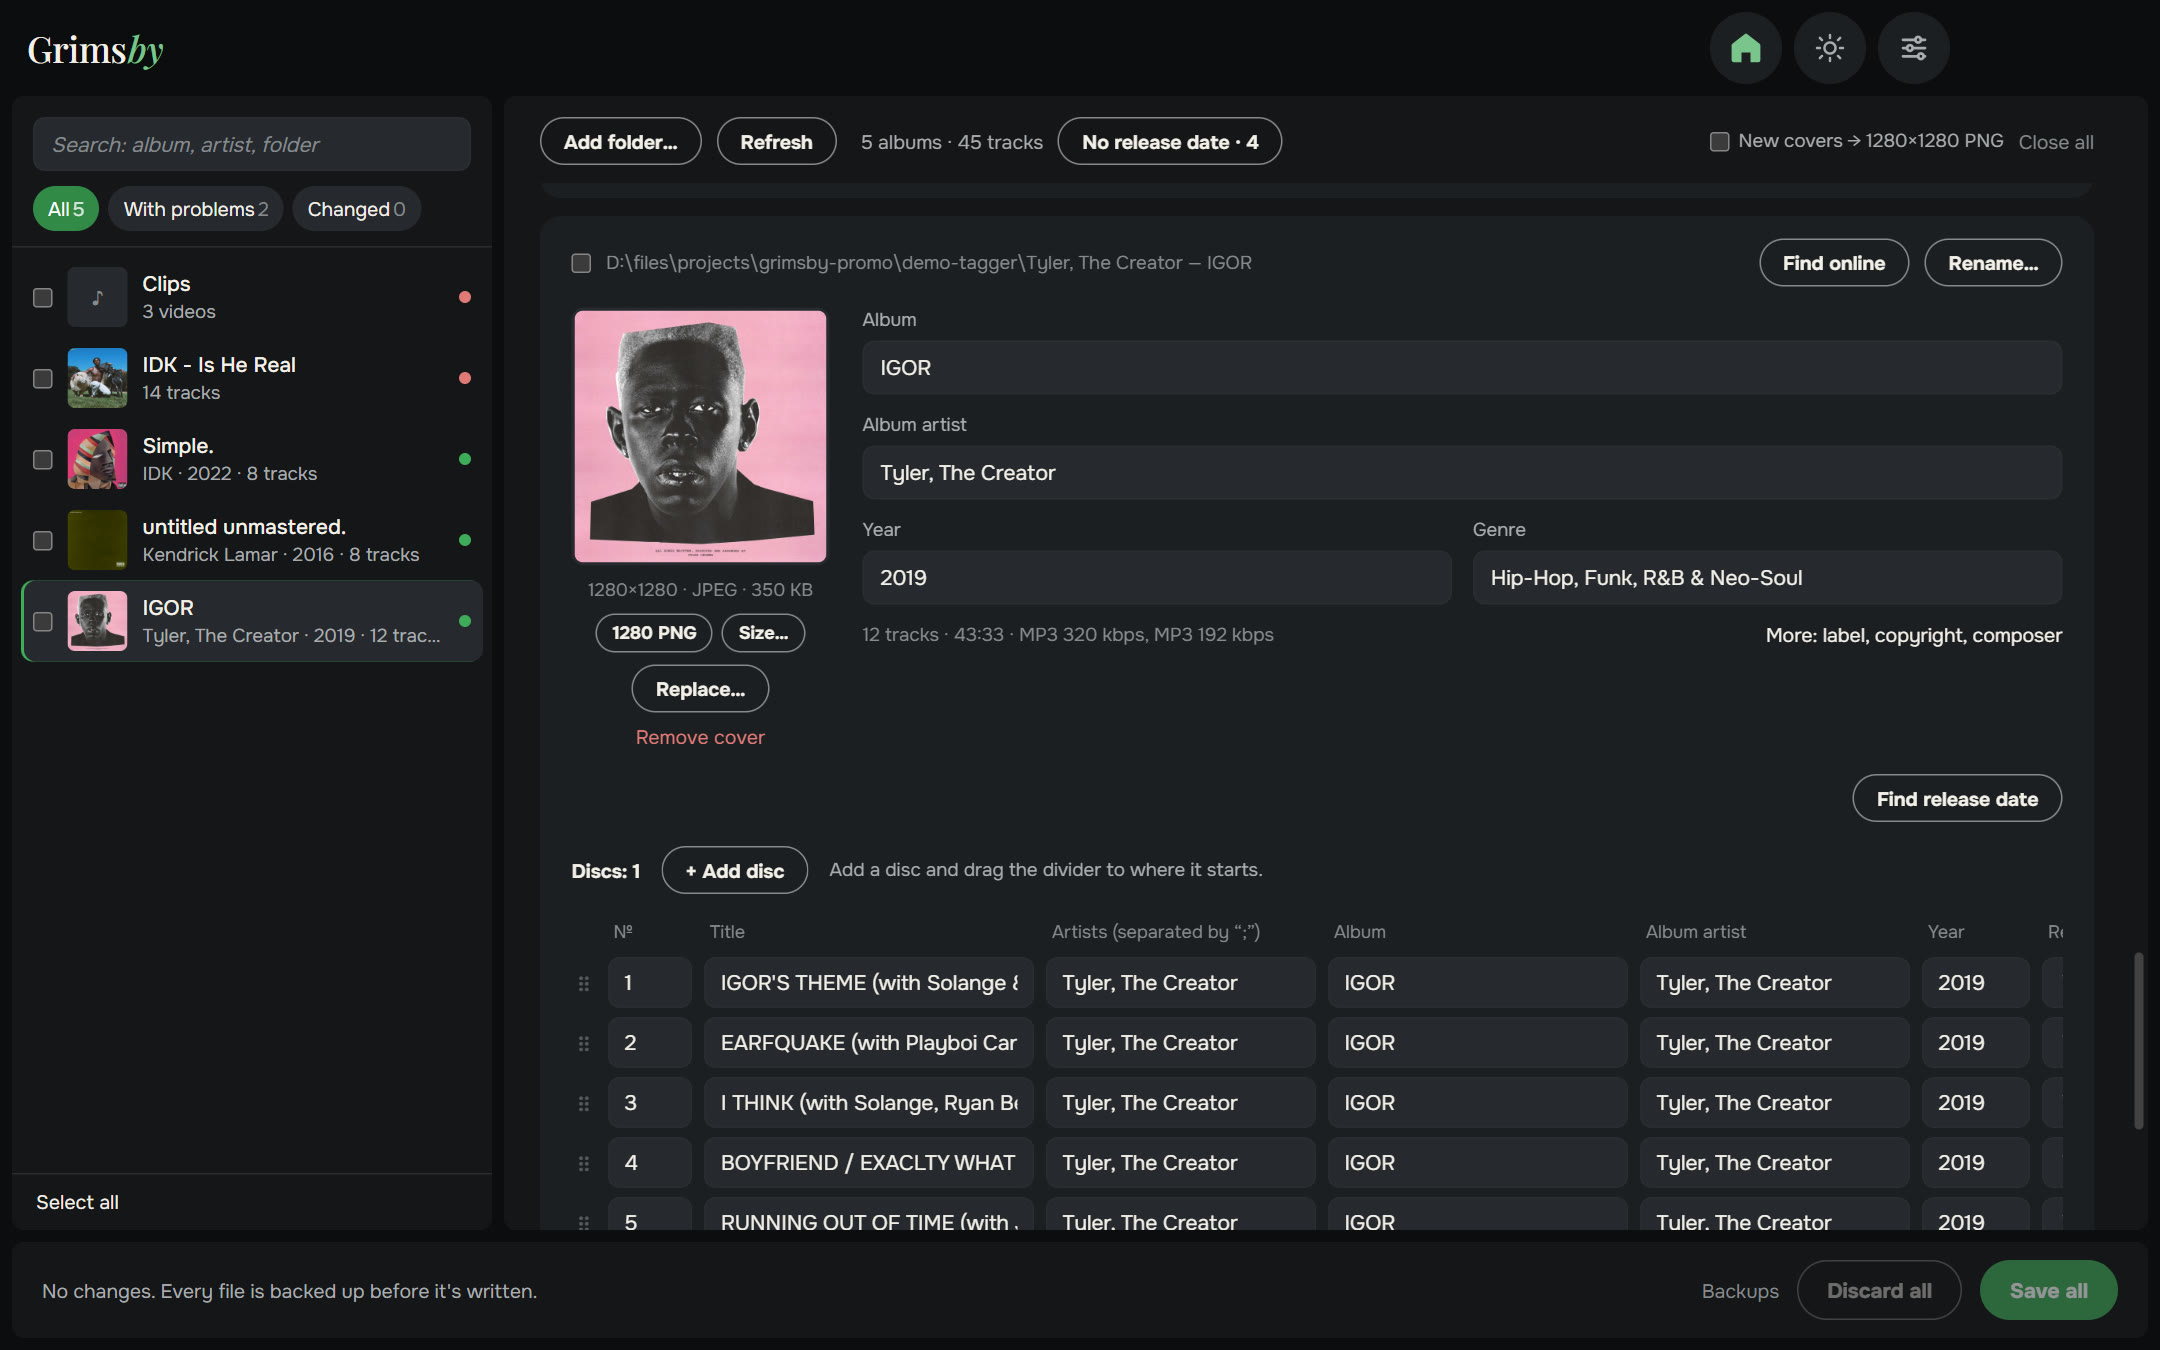 Grimsby
Search: album, artist, folder
All 5 With problems 2 Changed 0
Clips
3 videos
IDK - Is He Real
14 tracks
Simple.
IDK · 2022 · 8 tracks
untitled unmastered.
Kendrick Lamar · 2016 · 8 tracks
IGOR
Tyler, The Creator · 2019 · 12 trac...
Select all
Add folder... Refresh 5 albums · 45 tracks No release date · 4 New covers → 1280×1280 PNG Close all
D:\files\projects\grimsby-promo\demo-tagger\Tyler, The Creator — IGOR Find online Rename...
1280×1280 · JPEG · 350 KB
1280 PNG Size...
Replace...
Remove cover
Album
IGOR
Album artist
Tyler, The Creator
Year Genre
2019 Hip-Hop, Funk, R&B & Neo-Soul
12 tracks · 43:33 · MP3 320 kbps, MP3 192 kbps More: label, copyright, composer
Find release date
Discs: 1 + Add disc Add a disc and drag the divider to where it starts.
№ Title Artists (separated by “;”) Album Album artist Year Re
1 IGOR'S THEME (with Solange & Tyler, The Creator IGOR Tyler, The Creator 2019
2 EARFQUAKE (with Playboi Car Tyler, The Creator IGOR Tyler, The Creator 2019
3 I THINK (with Solange, Ryan Be Tyler, The Creator IGOR Tyler, The Creator 2019
4 BOYFRIEND / EXACLTY WHAT Tyler, The Creator IGOR Tyler, The Creator 2019
5 RUNNING OUT OF TIME (with Tyler, The Creator IGOR Tyler, The Creator 2019
No changes. Every file is backed up before it's written. Backups Discard all Save all